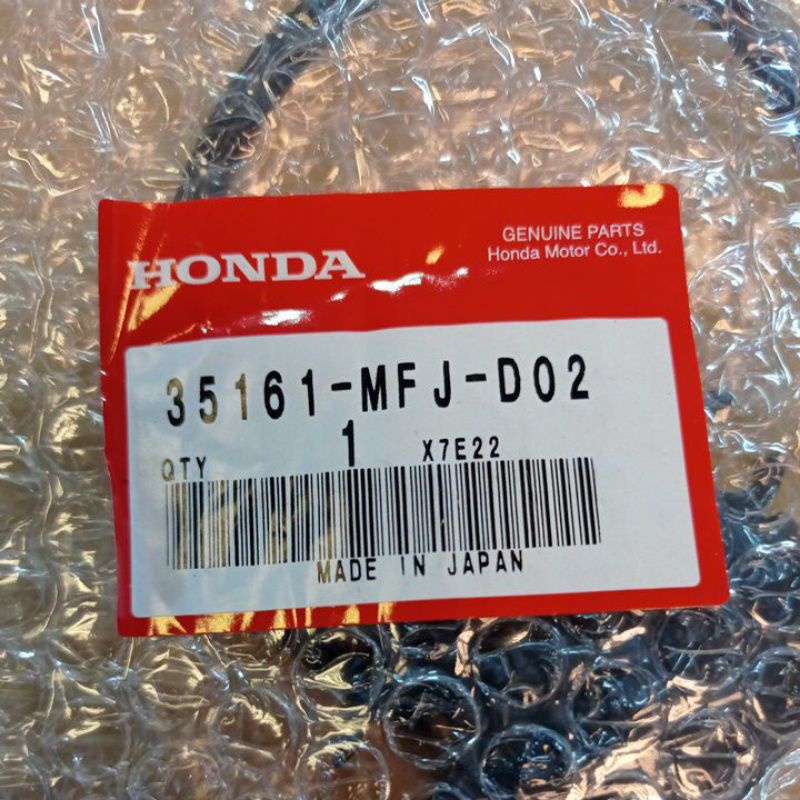 HONDA
GENUINE PARTS
Honda Motor Co., Ltd.
35161-MFJ-D02
QTY 1 X7E22
MADE IN JAPAN